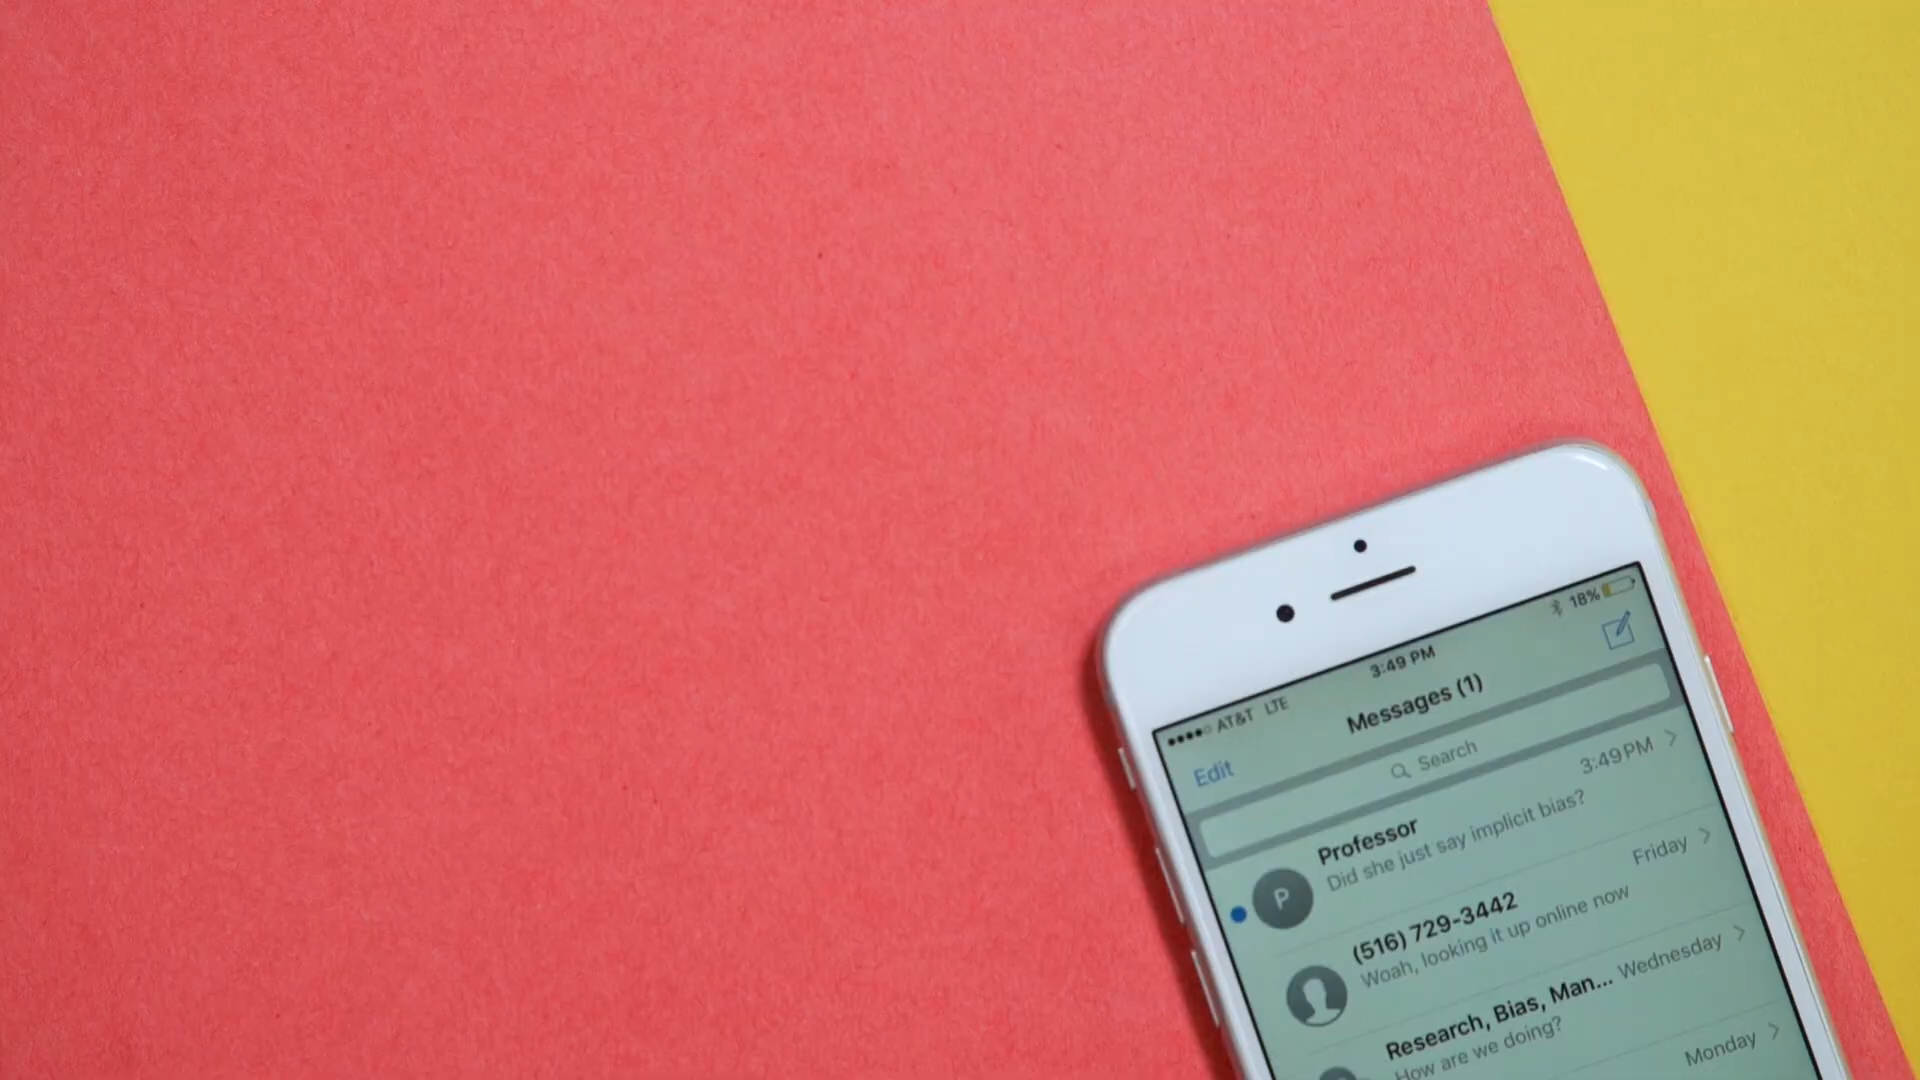 ●●●●○ AT&T LTE 3:49 PM 18%
Edit Messages (1)
Search
Professor 3:49 PM
Did she just say implicit bias?
P
(516) 729-3442 Friday
Woah, looking it up online now
Research, Bias, Man... Wednesday
How are we doing?
Monday